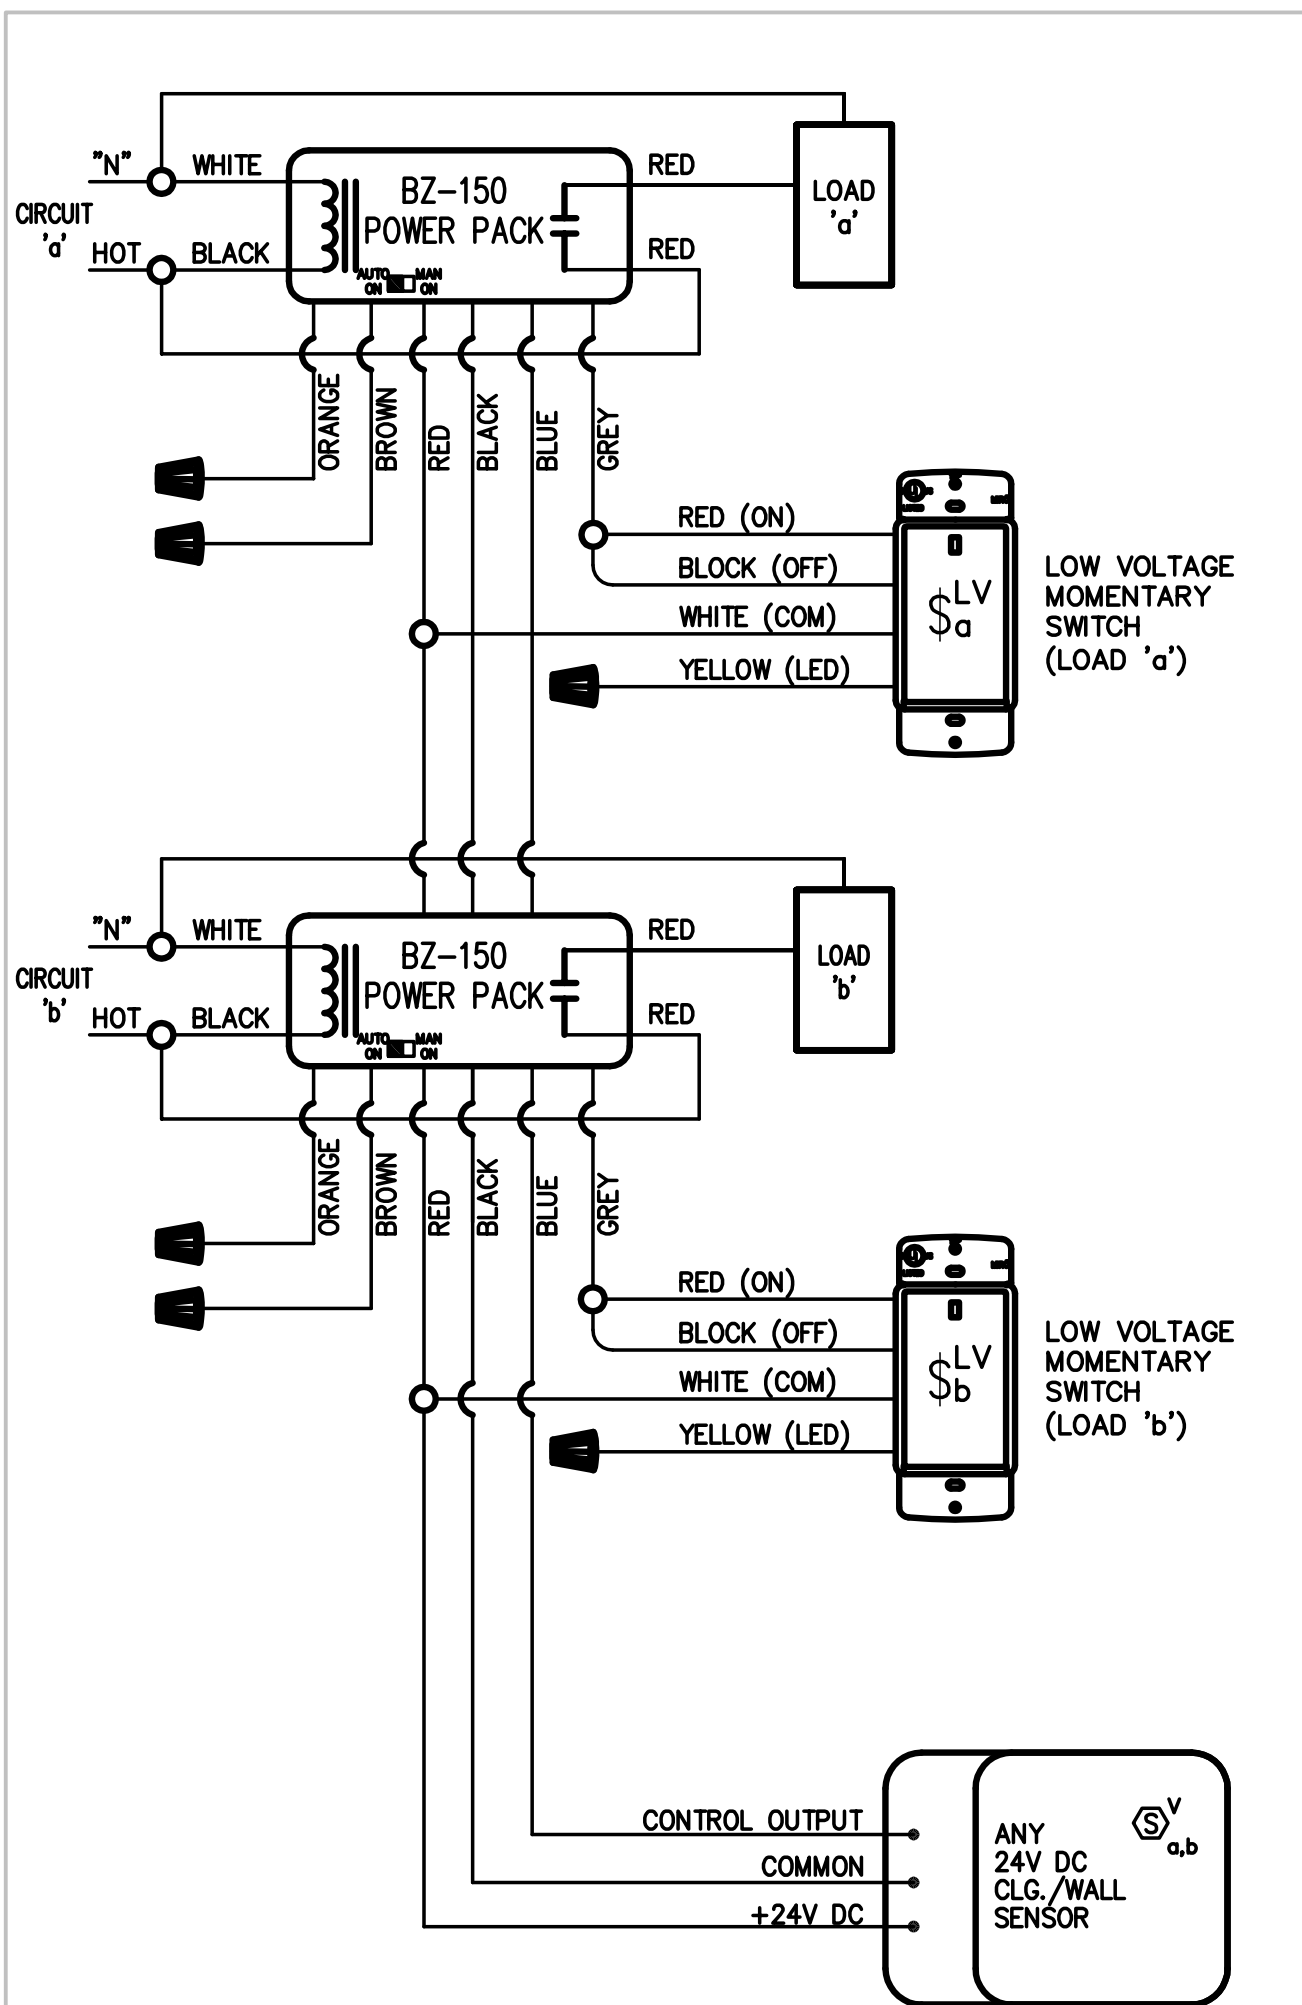 "N" WHITE
BZ-150
POWER PACK
RED
LOAD
'a'
CIRCUIT
'a'
HOT BLACK
RED
AUTO MAN
ON ON
ORANGE
BROWN
RED
BLACK
BLUE
GREY
RED (ON)
BLOCK (OFF)
WHITE (COM)
YELLOW (LED)
LISTED
$ LV
a
LOW VOLTAGE
MOMENTARY
SWITCH
(LOAD 'a')
"N" WHITE
BZ-150
POWER PACK
RED
LOAD
'b'
CIRCUIT
'b'
HOT BLACK
RED
AUTO MAN
ON ON
ORANGE
BROWN
RED
BLACK
BLUE
GREY
RED (ON)
BLOCK (OFF)
WHITE (COM)
YELLOW (LED)
LISTED
$ LV
b
LOW VOLTAGE
MOMENTARY
SWITCH
(LOAD 'b')
CONTROL OUTPUT
COMMON
+24V DC
ANY
24V DC
CLG./WALL
SENSOR
S V
a,b